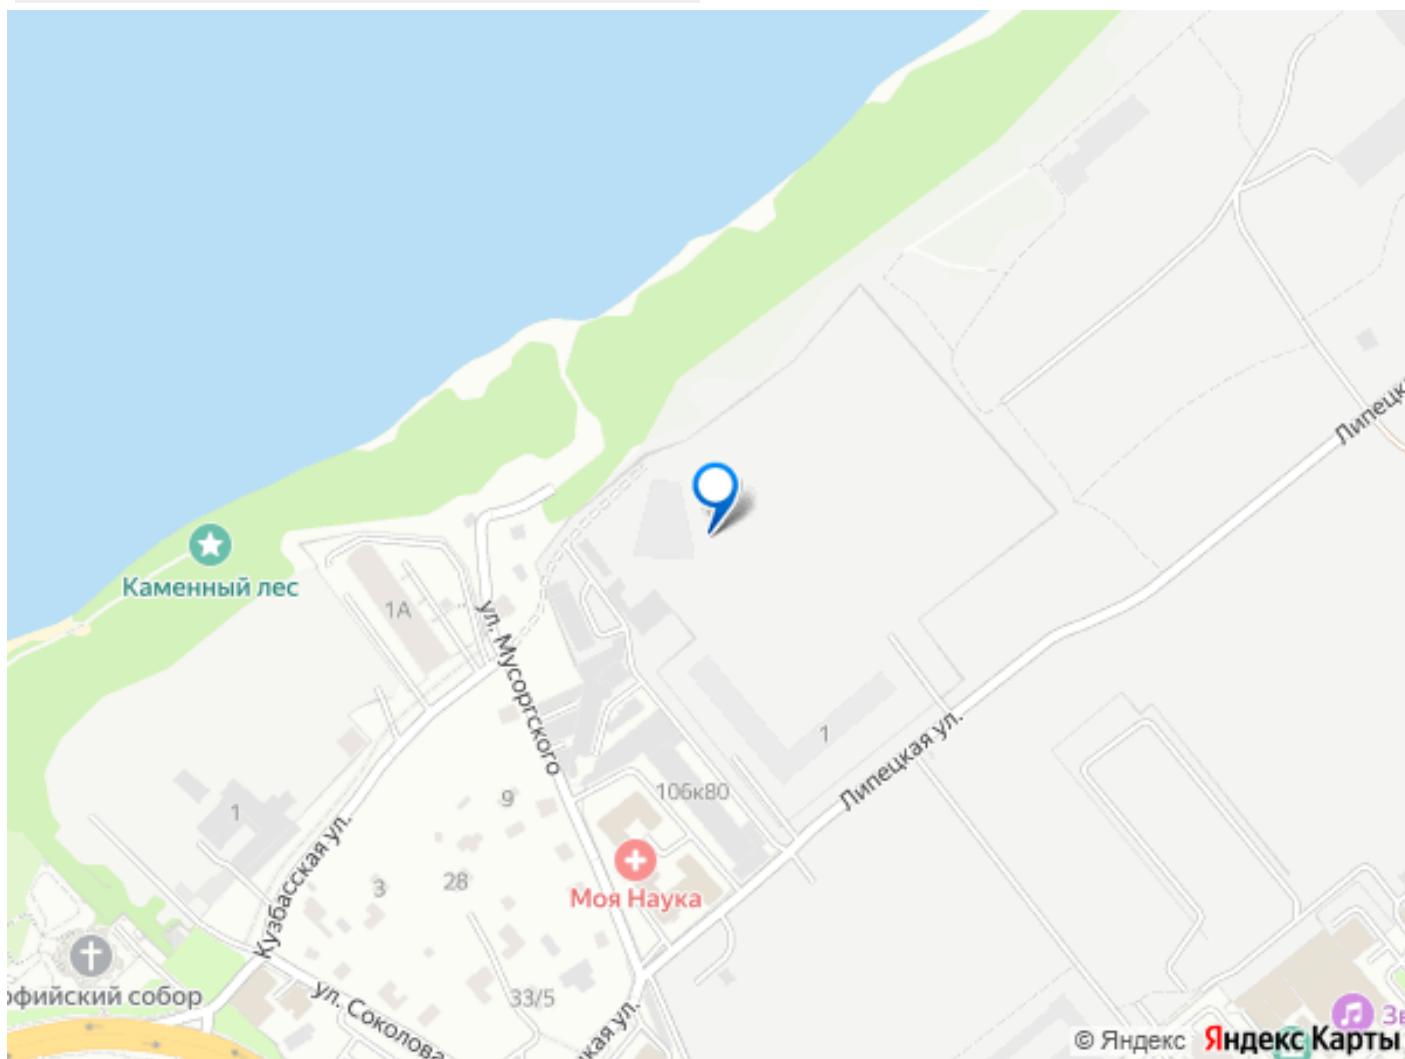 Липецк
Каменный лес
1А
ул. Мусоргского
1
Липецкая ул.
106к80
9
1
Кузбасская ул.
Моя Наука
3
28
офийский собор
ул. Соколова
33/5
кая ул.
Зв
© Яндекс Яндекс Карты